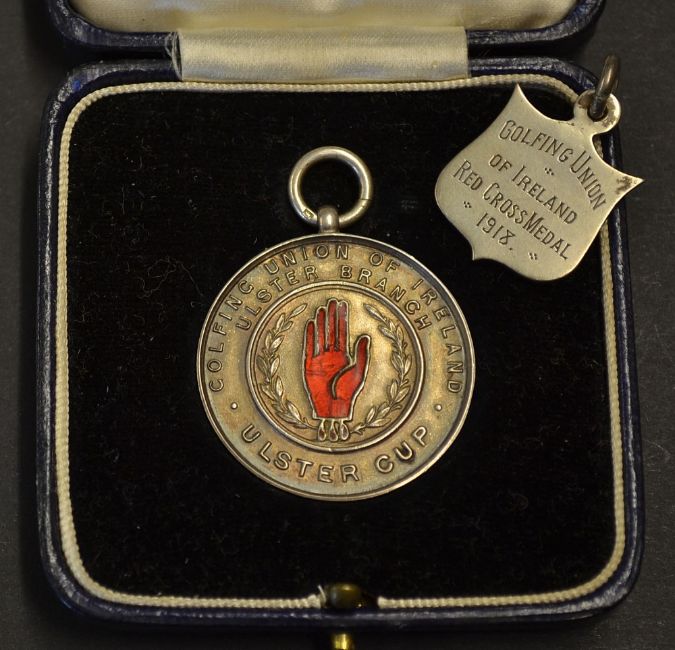 GOLFING UNION OF IRELAND
ULSTER BRANCH
ULSTER CUP
GOLFING UNION
OF IRELAND
RED CROSS MEDAL
1918.